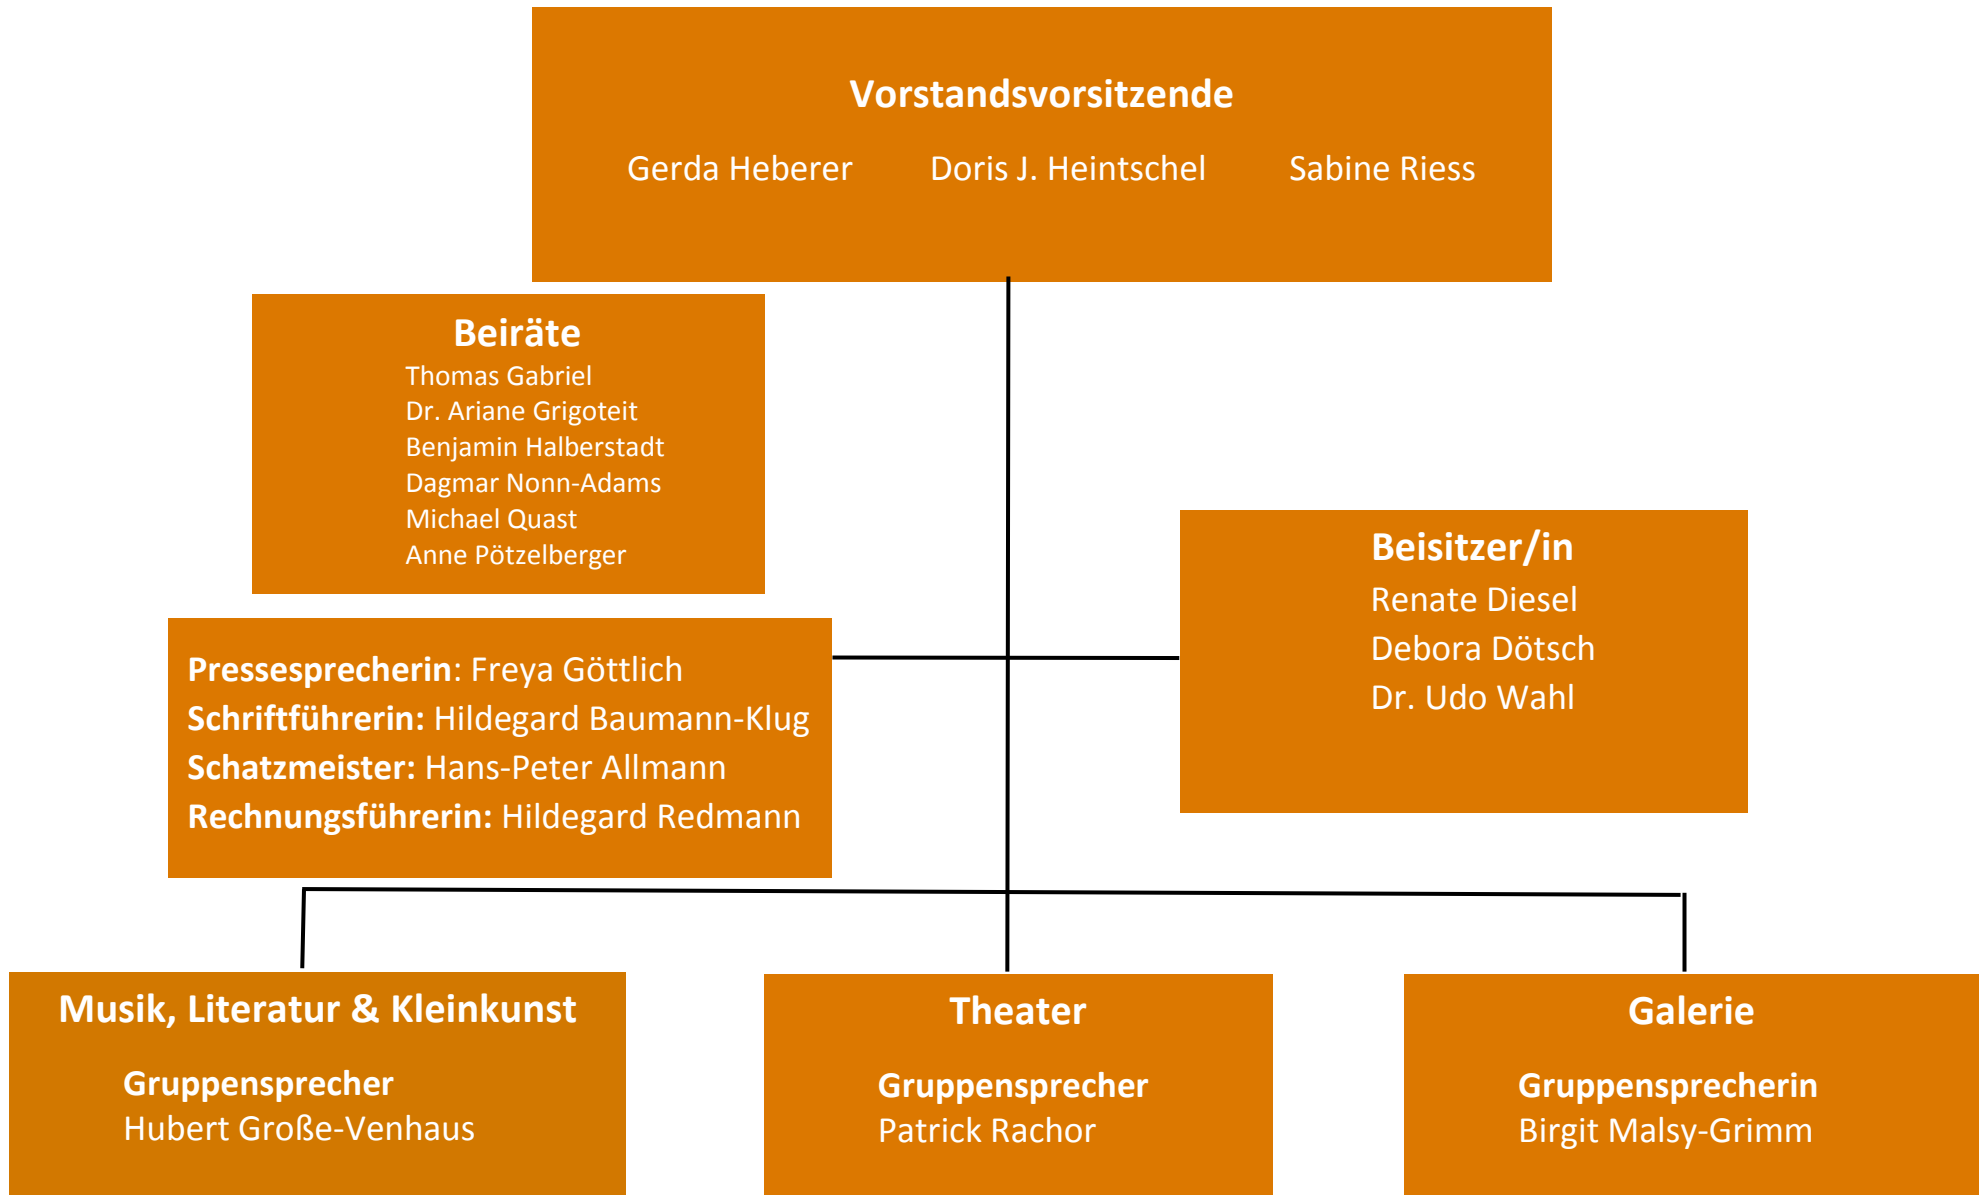 Vorstandsvorsitzende
Gerda Heberer Doris J. Heintschel Sabine Riess
Beiräte
Thomas Gabriel
Dr. Ariane Grigoteit
Benjamin Halberstadt
Dagmar Nonn-Adams
Michael Quast
Anne Pötzelberger
Beisitzer/in
Renate Diesel
Debora Dötsch
Dr. Udo Wahl
Pressesprecherin: Freya Göttlich
Schriftführerin: Hildegard Baumann-Klug
Schatzmeister: Hans-Peter Allmann
Rechnungsführerin: Hildegard Redmann
Musik, Literatur & Kleinkunst
Gruppensprecher
Hubert Große-Venhaus
Theater
Gruppensprecher
Patrick Rachor
Galerie
Gruppensprecherin
Birgit Malsy-Grimm